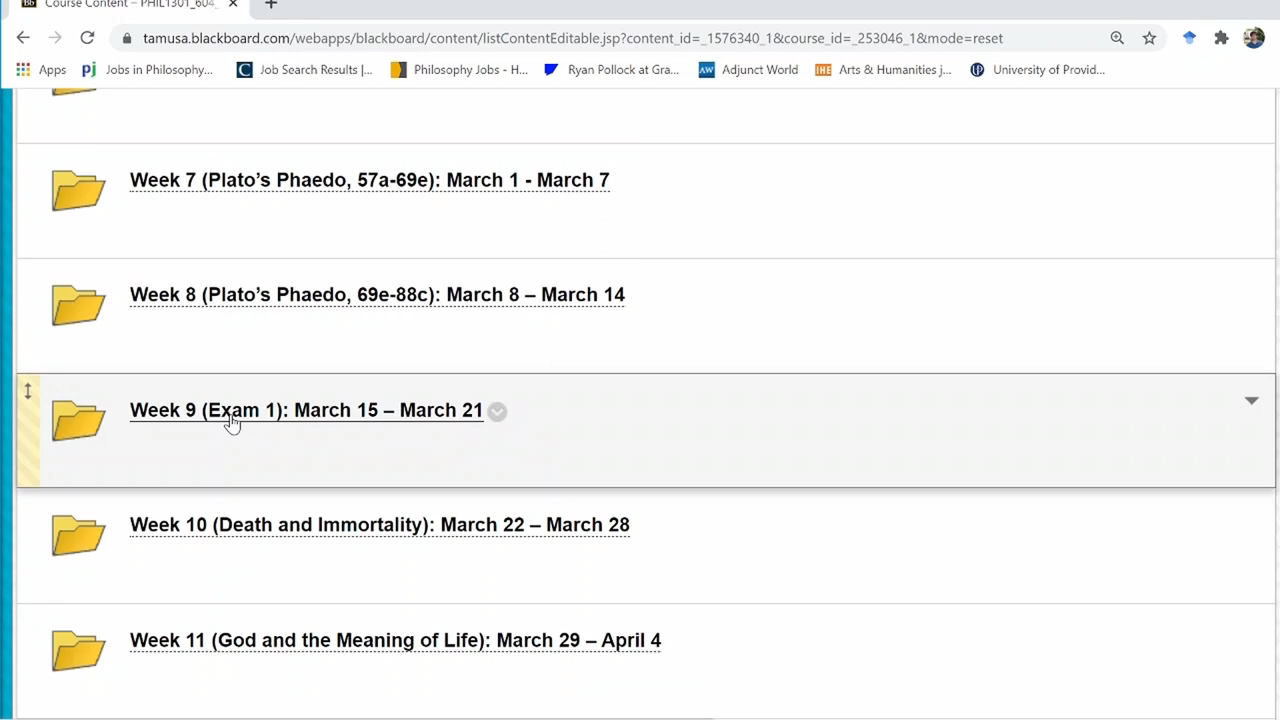 Course Content – PHIL1301_604_
tamusa.blackboard.com/webapps/blackboard/content/listContentEditable.jsp?content_id=_1576340_1&course_id=_253046_1&mode=reset
Apps
pj Jobs in Philosophy...
C Job Search Results |...
Philosophy Jobs - H...
Ryan Pollock at Gra...
AW Adjunct World
IHE Arts & Humanities j...
University of Provid...
Week 7 (Plato’s Phaedo, 57a-69e): March 1 - March 7
Week 8 (Plato’s Phaedo, 69e-88c): March 8 – March 14
Week 9 (Exam 1): March 15 – March 21
Week 10 (Death and Immortality): March 22 – March 28
Week 11 (God and the Meaning of Life): March 29 – April 4